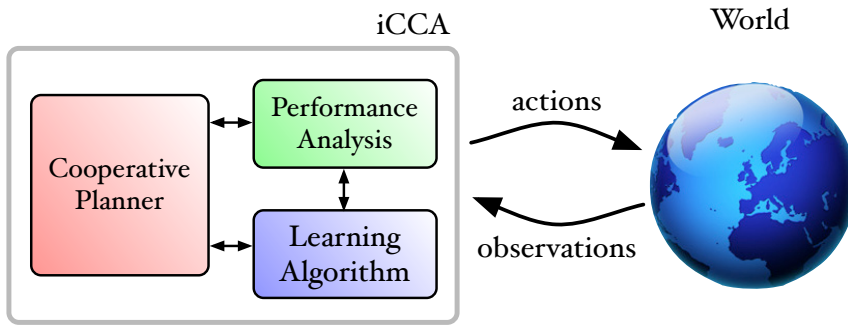 iCCA
World
Cooperative
Planner
Performance
Analysis
Learning
Algorithm
actions
observations